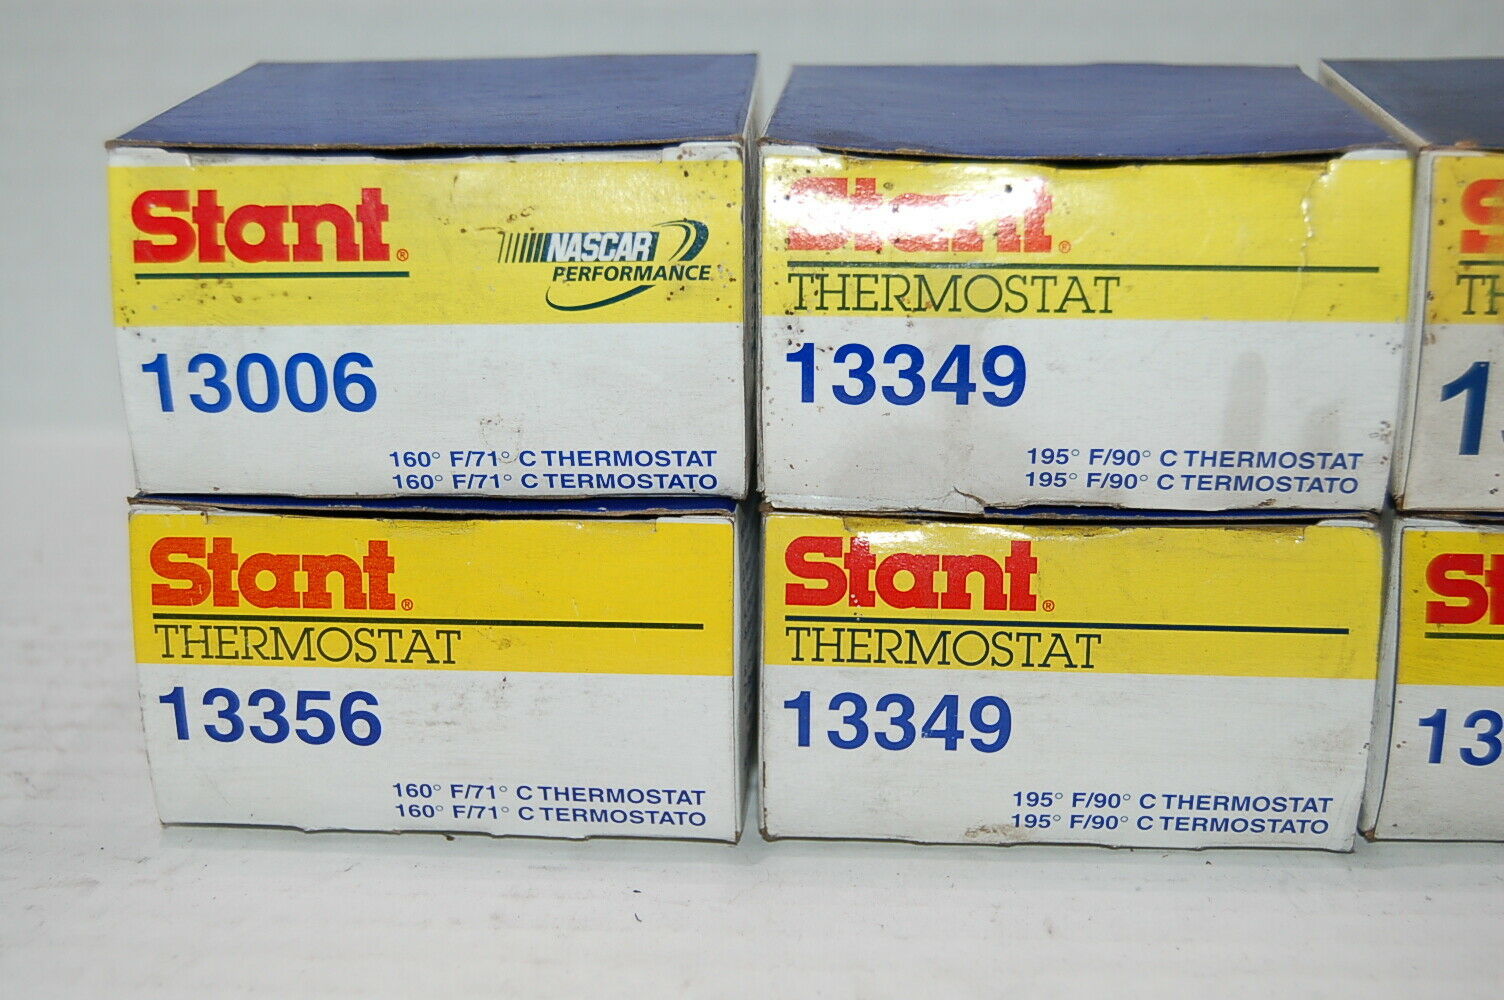 Stant®
NASCAR
PERFORMANCE
13006
160° F/71° C THERMOSTAT
160° F/71° C TERMOSTATO
Stant®
THERMOSTAT
13349
195° F/90° C THERMOSTAT
195° F/90° C TERMOSTATO
Stant®
THERMOSTAT
13356
160° F/71° C THERMOSTAT
160° F/71° C TERMOSTATO
Stant®
THERMOSTAT
13349
195° F/90° C THERMOSTAT
195° F/90° C TERMOSTATO
13